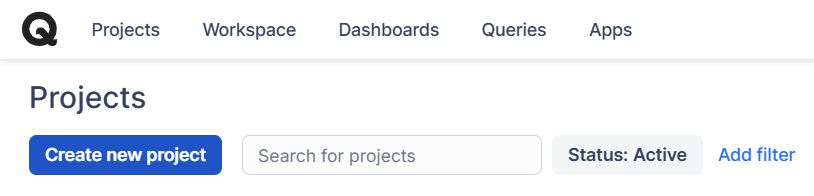 Projects Workspace Dashboards Queries Apps
Projects
Create new project Search for projects Status: Active Add filter